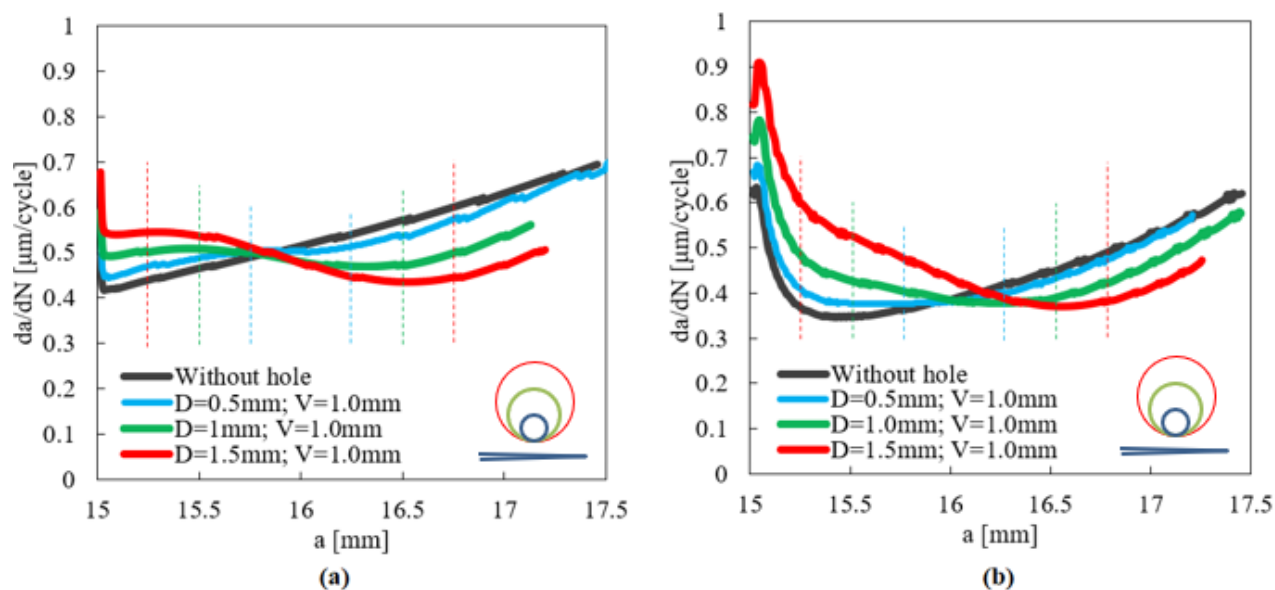 1
0.9
0.8
0.7
0.6
0.5
0.4
0.3
0.2
0.1
0
da/dN [µm/cycle]
Without hole
D=0.5mm; V=1.0mm
D=1mm; V=1.0mm
D=1.5mm; V=1.0mm
15 15.5 16 16.5 17 17.5
a [mm]
(a)
1
0.9
0.8
0.7
0.6
0.5
0.4
0.3
0.2
0.1
0
da/dN [µm/cycle]
Without hole
D=0.5mm; V=1.0mm
D=1.0mm; V=1.0mm
D=1.5mm; V=1.0mm
15 15.5 16 16.5 17 17.5
a [mm]
(b)